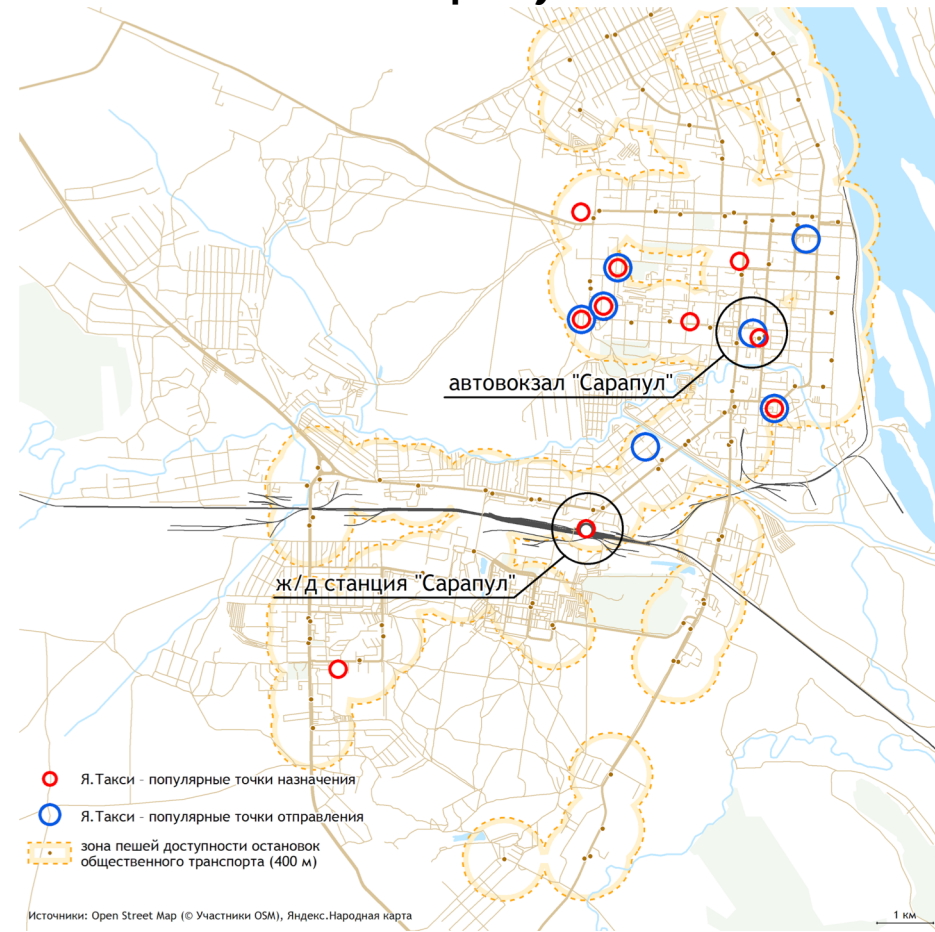 автовокзал "Сарапул"
ж/д станция "Сарапул"
Я.Такси - популярные точки назначения
Я.Такси - популярные точки отправления
зона пешей доступности остановок
общественного транспорта (400 м)
Источники: Open Street Map (© Участники OSM), Яндекс.Народная карта
1 км